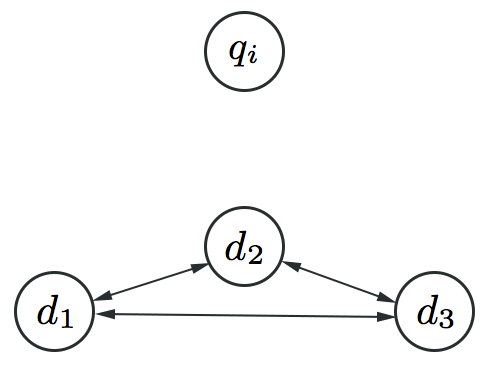 qᵢ
d₂
d₁
d₃